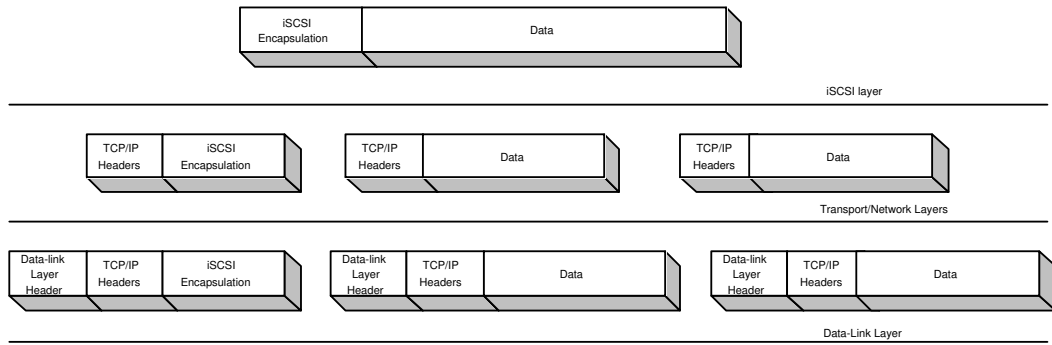 iSCSI
Encapsulation
Data
iSCSI layer
TCP/IP
Headers
iSCSI
Encapsulation
TCP/IP
Headers
Data
TCP/IP
Headers
Data
Transport/Network Layers
Data-link
Layer
Header
TCP/IP
Headers
iSCSI
Encapsulation
Data-link
Layer
Header
TCP/IP
Headers
Data
Data-link
Layer
Header
TCP/IP
Headers
Data
Data-Link Layer